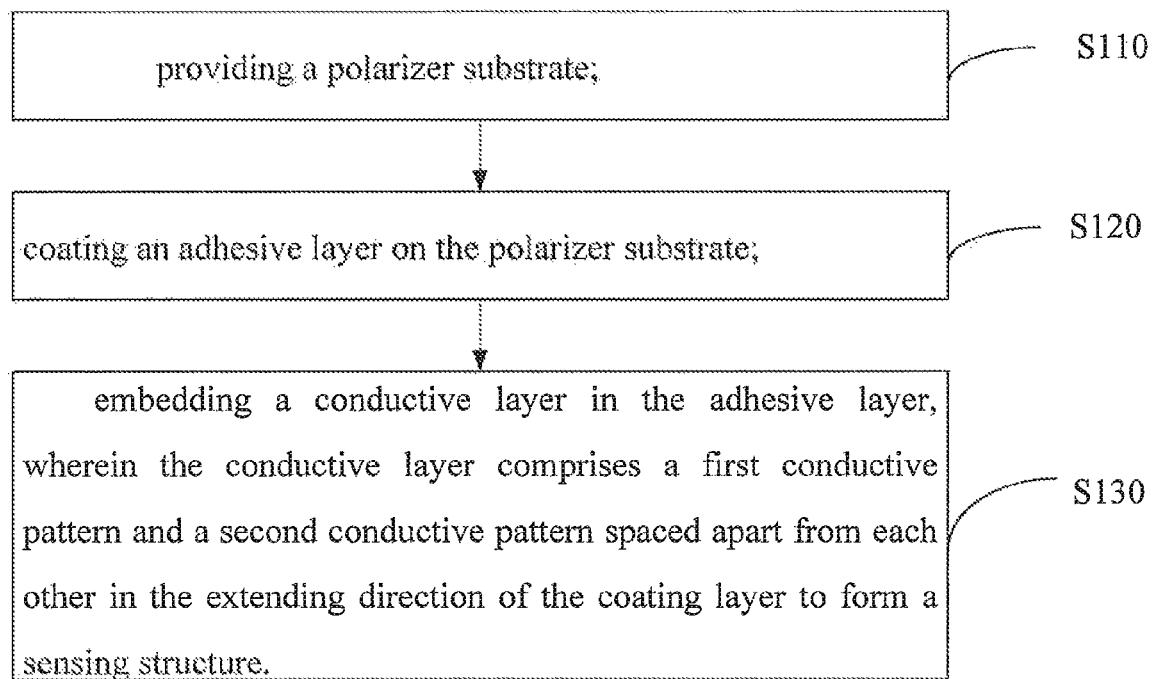 providing a polarizer substrate;
S110
coating an adhesive layer on the polarizer substrate;
S120
embedding a conductive layer in the adhesive layer,
wherein the conductive layer comprises a first conductive
pattern and a second conductive pattern spaced apart from each
other in the extending direction of the coating layer to form a
sensing structure.
S130